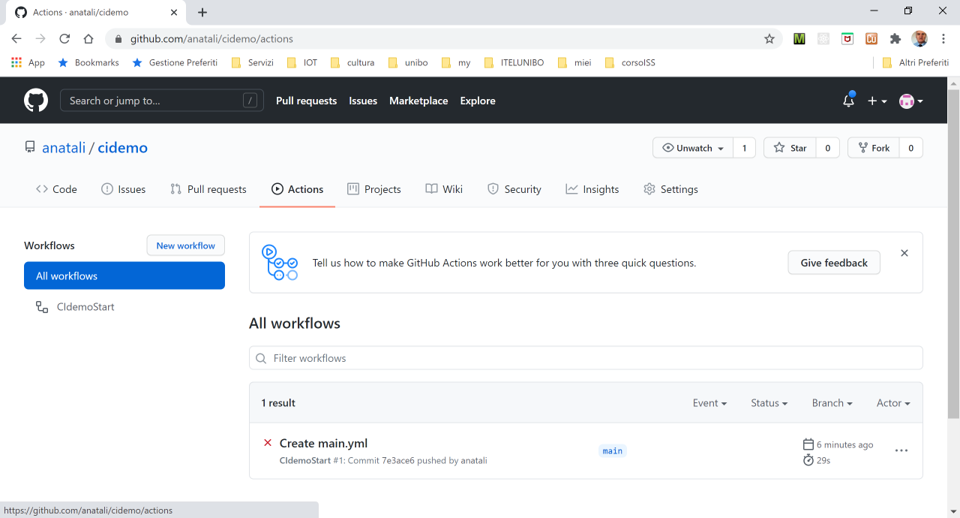 Actions · anatali/cidemo
github.com/anatali/cidemo/actions
App Bookmarks Gestione Preferiti Servizi IOT cultura unibo my ITELUNIBO miei corsoISS Altri Preferiti
Search or jump to... / Pull requests Issues Marketplace Explore
anatali / cidemo Unwatch 1 Star 0 Fork 0
Code Issues Pull requests Actions Projects Wiki Security Insights Settings
Workflows New workflow
All workflows
CIdemoStart
Tell us how to make GitHub Actions work better for you with three quick questions. Give feedback
All workflows
Filter workflows
1 result Event Status Branch Actor
Create main.yml
CIdemoStart #1: Commit 7e3ace6 pushed by anatali
main
6 minutes ago
29s
https://github.com/anatali/cidemo/actions